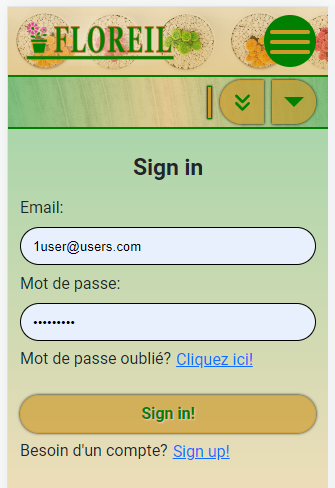 FLOREIL
Sign in
Email:
1user@users.com
Mot de passe:
•••••••••
Mot de passe oublié? Cliquez ici!
Sign in!
Besoin d'un compte? Sign up!